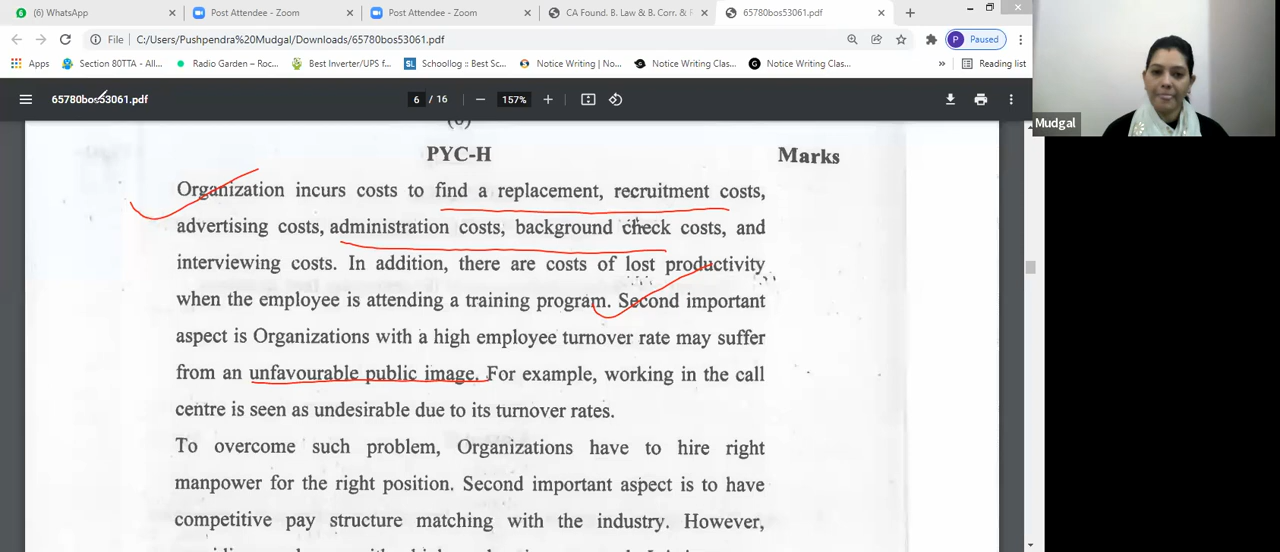 (6) WhatsApp
Post Attendee - Zoom
Post Attendee - Zoom
CA Found. B. Law & B. Corr. & F
65780bos53061.pdf
File
C:/Users/Pushpendra%20Mudgal/Downloads/65780bos53061.pdf
P Paused
Apps
Section 80TTA - All...
Radio Garden – Roc...
Best Inverter/UPS f...
Schoollog :: Best Sc...
Notice Writing | No...
Notice Writing Clas...
Notice Writing Clas...
»
Reading list
65780bos53061.pdf
6 / 16
157%
Mudgal
PYC-H
Marks
Organization incurs costs to find a replacement, recruitment costs,
advertising costs, administration costs, background check costs, and
interviewing costs. In addition, there are costs of lost productivity
when the employee is attending a training program. Second important
aspect is Organizations with a high employee turnover rate may suffer
from an unfavourable public image. For example, working in the call
centre is seen as undesirable due to its turnover rates.
To overcome such problem, Organizations have to hire right
manpower for the right position. Second important aspect is to have
competitive pay structure matching with the industry. However,